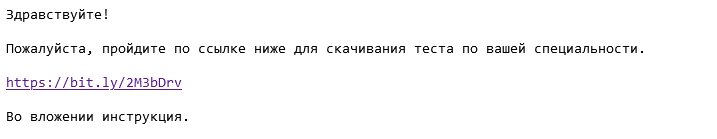 Здравствуйте!
Пожалуйста, пройдите по ссылке ниже для скачивания теста по вашей специальности.
https://bit.ly/2M3bDrv
Во вложении инструкция.